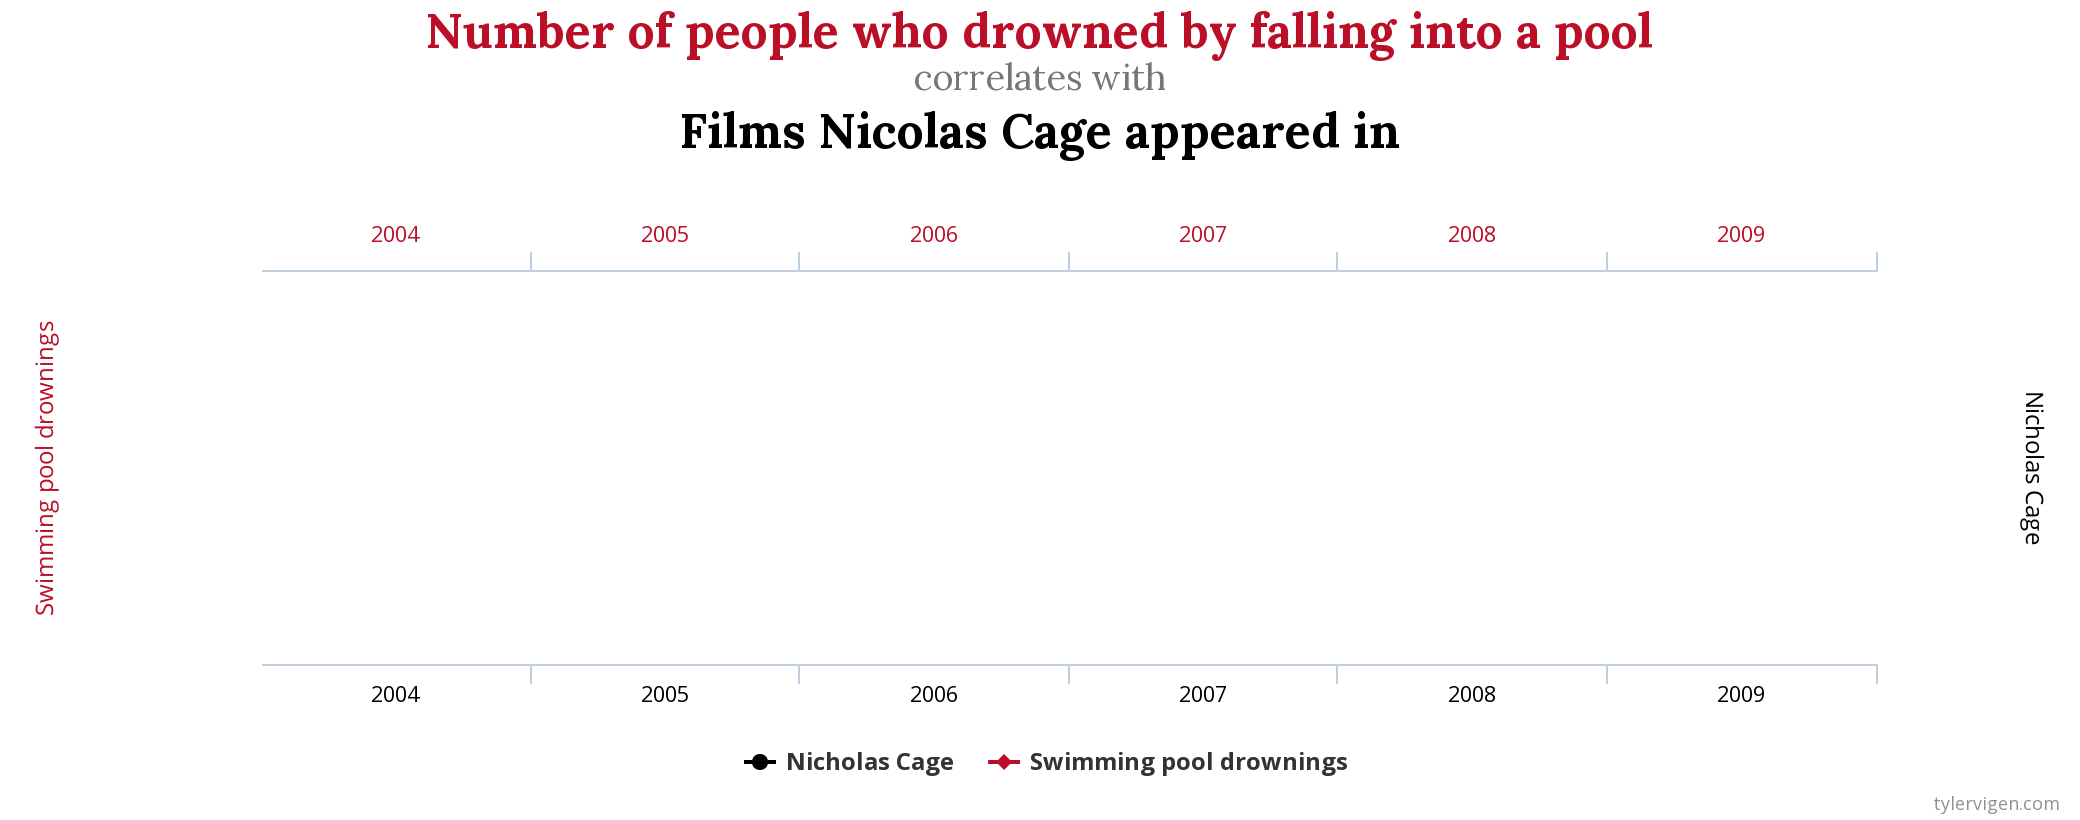 Number of people who drowned by falling into a pool
correlates with
Films Nicolas Cage appeared in
2004 2005 2006 2007 2008 2009
Swimming pool drownings
Nicholas Cage
2004 2005 2006 2007 2008 2009
Nicholas Cage Swimming pool drownings
tylervigen.com